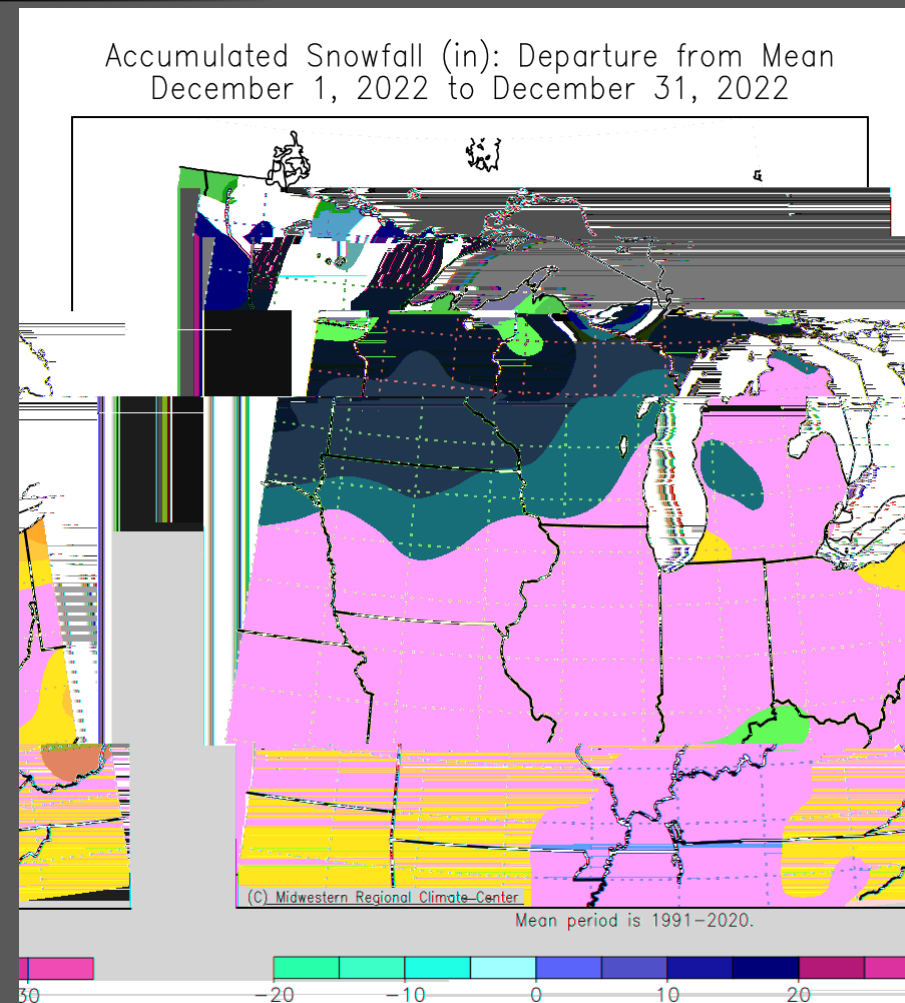 Accumulated Snowfall (in): Departure from Mean
December 1, 2022 to December 31, 2022
(C) Midwestern Regional Climate Center
Mean period is 1991-2020.
30 -20 -10 0 10 20